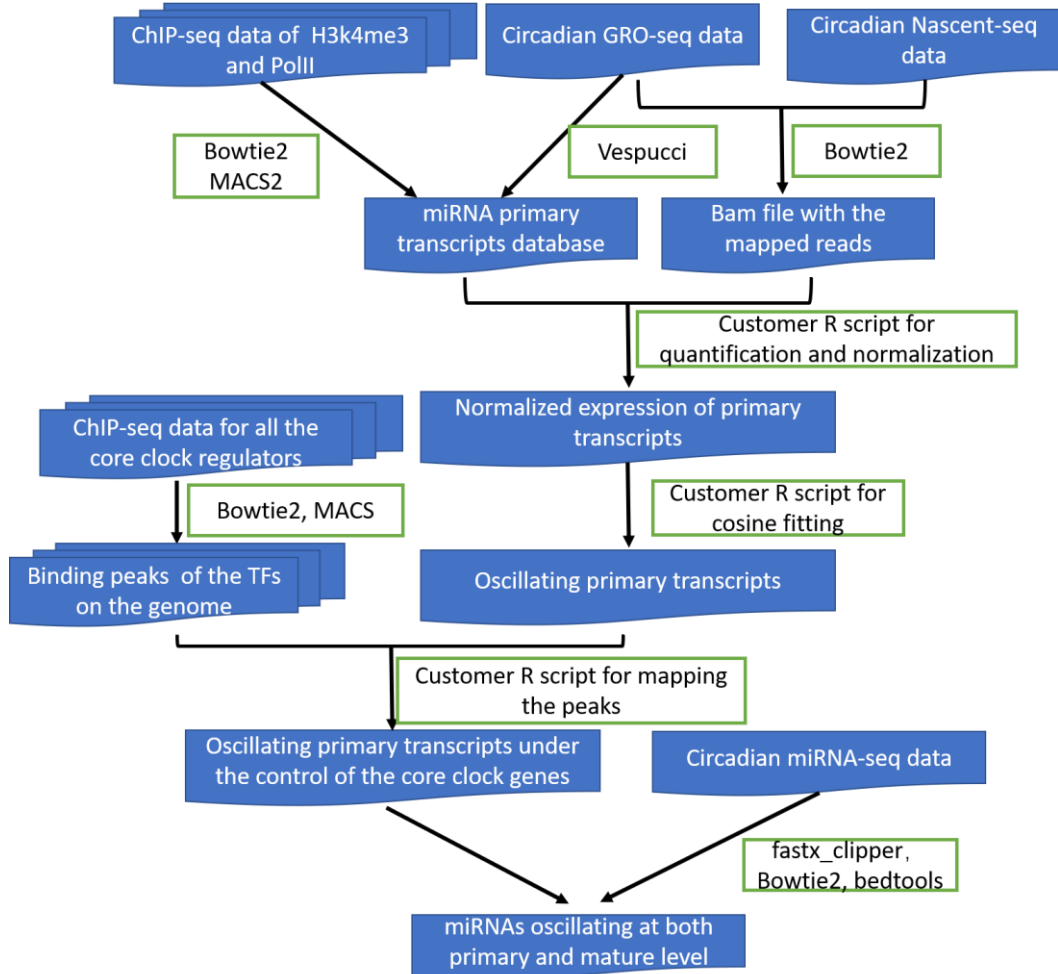 ChIP-seq data of  H3k4me3
and PolII
Circadian GRO-seq data
Circadian Nascent-seq
data
Bowtie2
MACS2
Vespucci
Bowtie2
miRNA primary
transcripts database
Bam file with the
mapped reads
Customer R script for
quantification and normalization
ChIP-seq data for all the
core clock regulators
Normalized expression of primary
transcripts
Bowtie2, MACS
Customer R script for
cosine fitting
Binding peaks  of the TFs
on the genome
Oscillating primary transcripts
Customer R script for mapping
the peaks
Oscillating primary transcripts under
the control of the core clock genes
Circadian miRNA-seq data
fastx_clipper，
Bowtie2, bedtools
miRNAs oscillating at both
primary and mature level